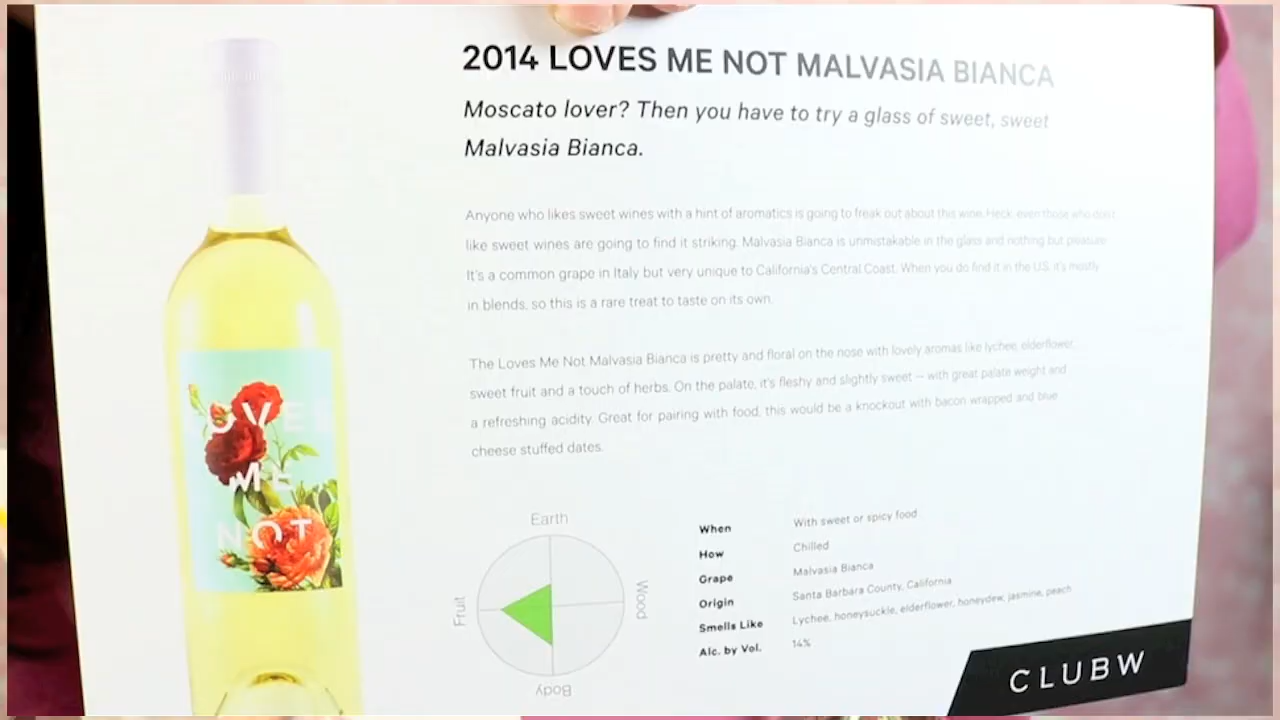 2014 LOVES ME NOT MALVASIA BIANCA
Moscato lover? Then you have to try a glass of sweet, sweet
Malvasia Bianca.
Anyone who likes sweet wines with a hint of aromatics is going to freak out about this wine. Heck, even those who don't
like sweet wines are going to find it striking. Malvasia Bianca is unmistakable in the glass and nothing but pleasure.
It's a common grape in Italy but very unique to California's Central Coast. When you do find it in the US, it's mostly
in blends, so this is a rare treat to taste on its own.
The Loves Me Not Malvasia Bianca is pretty and floral on the nose with lovely aromas like lychee, elderflower,
sweet fruit and a touch of herbs. On the palate, it's fleshy and slightly sweet — with great palate weight and
a refreshing acidity. Great for pairing with food, this would be a knockout with bacon wrapped and blue
cheese stuffed dates.
OVE
ME
NOT
Earth
Fruit
Wood
Body
When With sweet or spicy food
How Chilled
Grape Malvasia Bianca
Origin Santa Barbara County, California
Smells Like Lychee, honeysuckle, elderflower, honeydew, jasmine, peach
Alc. by Vol. 14%
CLUBW